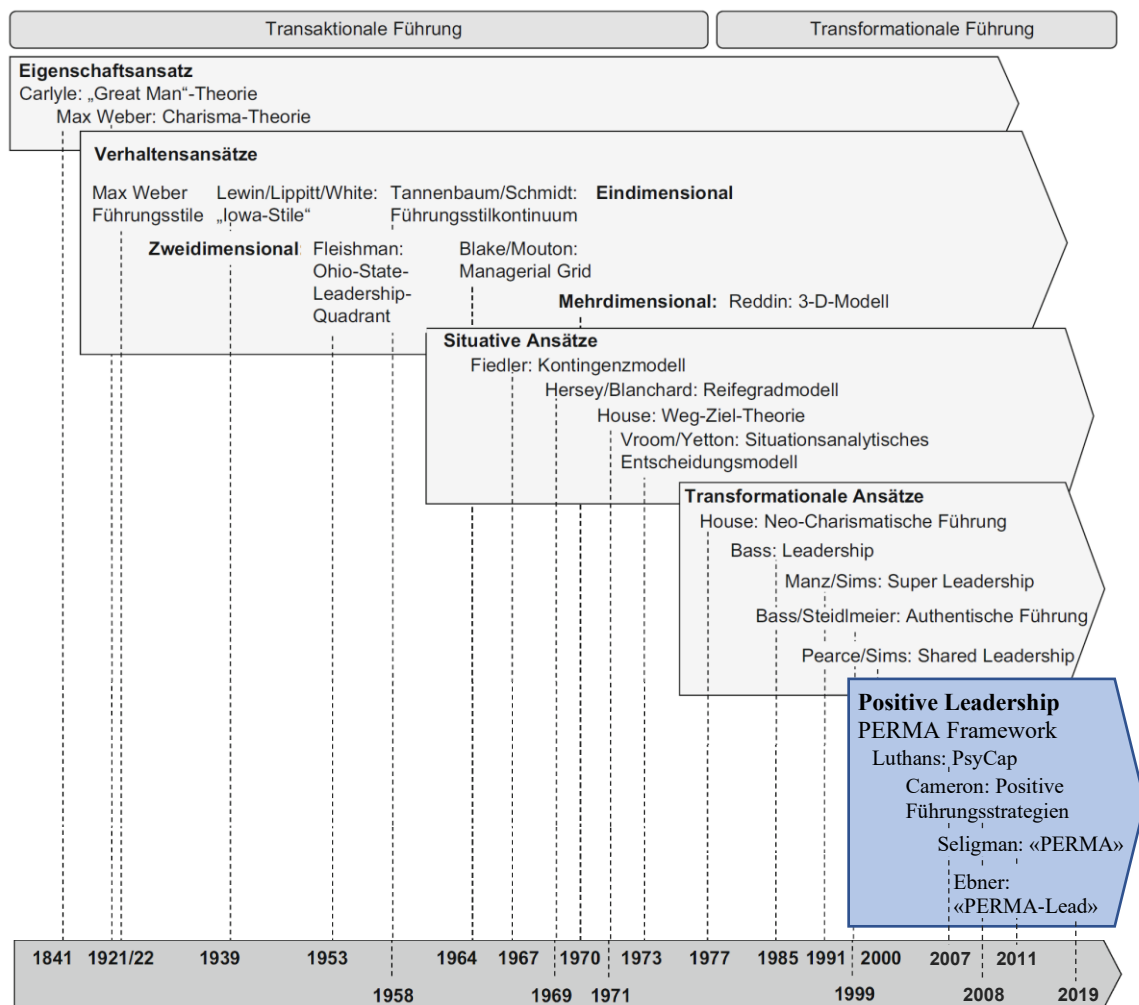 Transaktionale Führung
Transformationale Führung
Eigenschaftsansatz
Carlyle: „Great Man“-Theorie
Max Weber: Charisma-Theorie
Verhaltensansätze
Max Weber
Führungsstile
Lewin/Lippitt/White:
„Iowa-Stile“
Tannenbaum/Schmidt:
Führungsstilkontinuum
Eindimensional
Zweidimensional:
Fleishman:
Ohio-State-
Leadership-
Quadrant
Blake/Mouton:
Managerial Grid
Mehrdimensional: Reddin: 3-D-Modell
Situative Ansätze
Fiedler: Kontingenzmodell
Hersey/Blanchard: Reifegradmodell
House: Weg-Ziel-Theorie
Vroom/Yetton: Situationsanalytisches
Entscheidungsmodell
Transformationale Ansätze
House: Neo-Charismatische Führung
Bass: Leadership
Manz/Sims: Super Leadership
Bass/Steidlmeier: Authentische Führung
Pearce/Sims: Shared Leadership
Positive Leadership
PERMA Framework
Luthans: PsyCap
Cameron: Positive
Führungsstrategien
Seligman: «PERMA»
Ebner:
«PERMA-Lead»
1841 1921/22 1939 1953 1964 1967 1970 1973 1977 1985 1991 2000 2007 2011
1958 1969 1971 1999 2008 2019